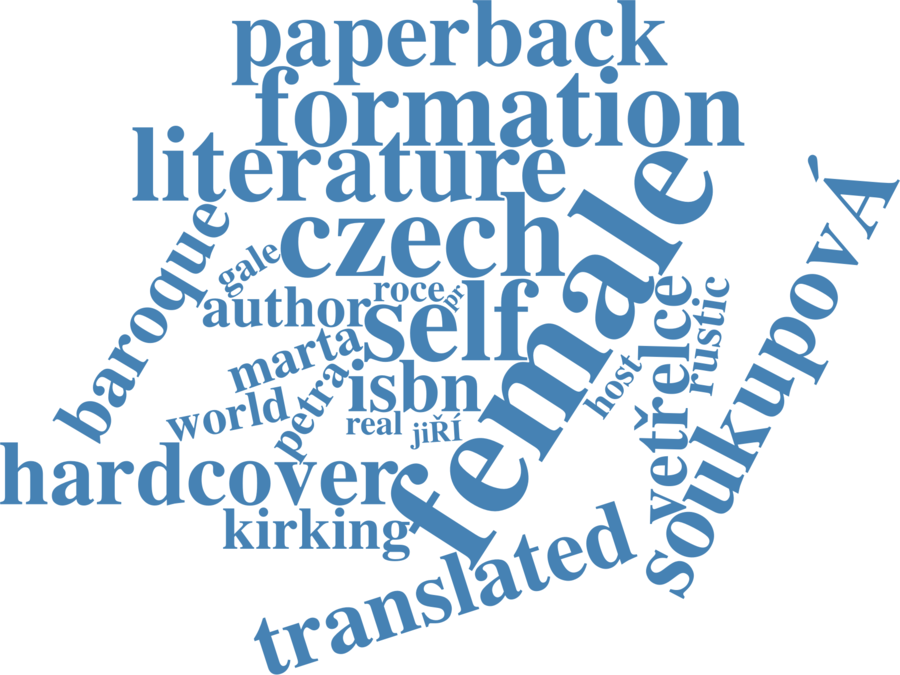 paperback
formation
literature
female
czech
soukupovÁ
baroque
gale
roce
pr
author
self
vetřelce
rustic
marta
petra
isbn
host
world
real
jiŘÍ
hardcover
kirking
translated